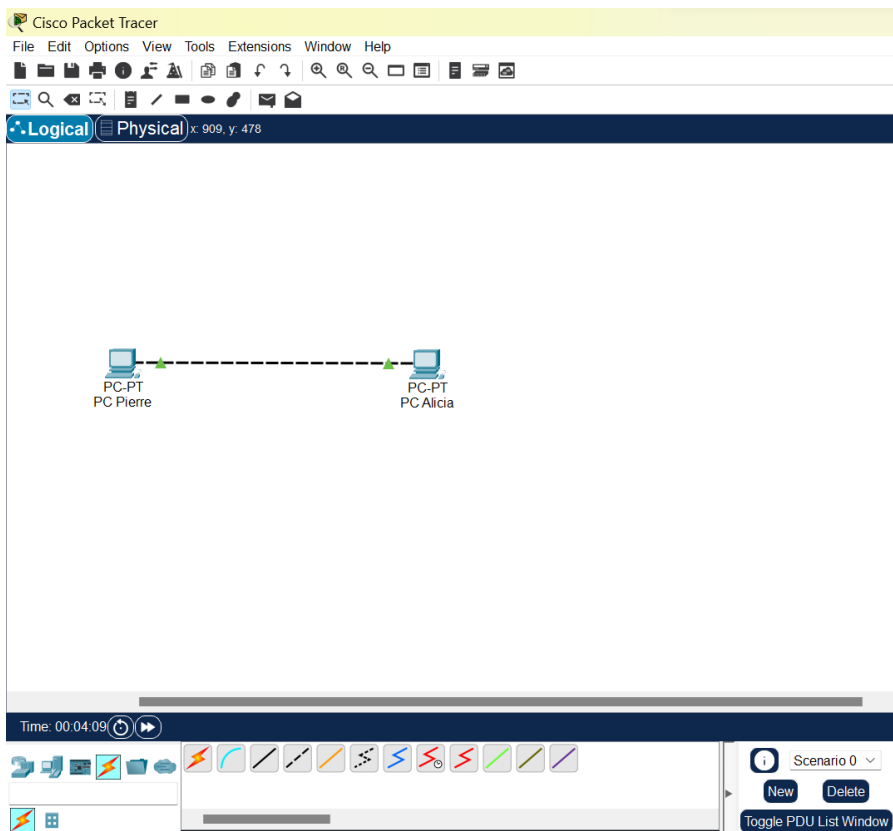 Cisco Packet Tracer
File Edit Options View Tools Extensions Window Help
Logical Physical x: 909, y: 478
PC-PT
PC Pierre
PC-PT
PC Alicia
Time: 00:04:09
Scenario 0
New Delete
Toggle PDU List Window